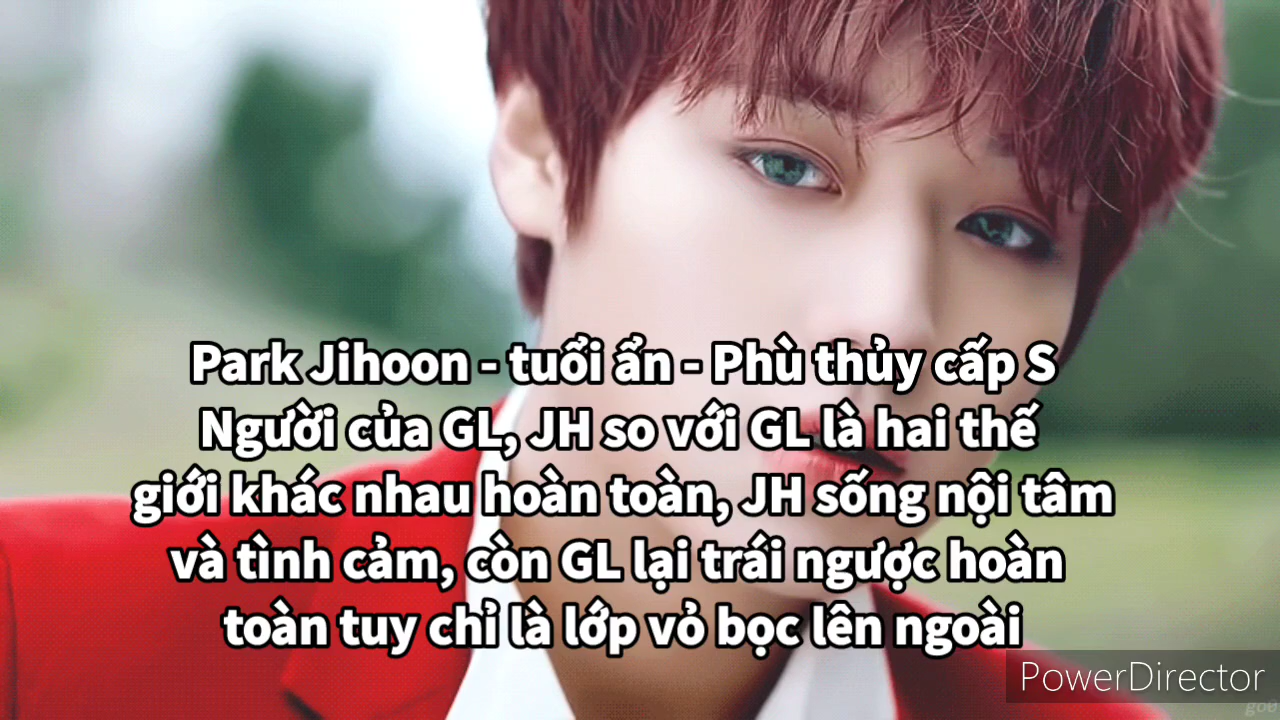 Park Jihoon - tuổi ẩn - Phù thủy cấp S
Người của GL, JH so với GL là hai thế
giới khác nhau hoàn toàn, JH sống nội tâm
và tình cảm, còn GL lại trái ngược hoàn
toàn tuy chỉ là lớp vỏ bọc lên ngoài
PowerDirector